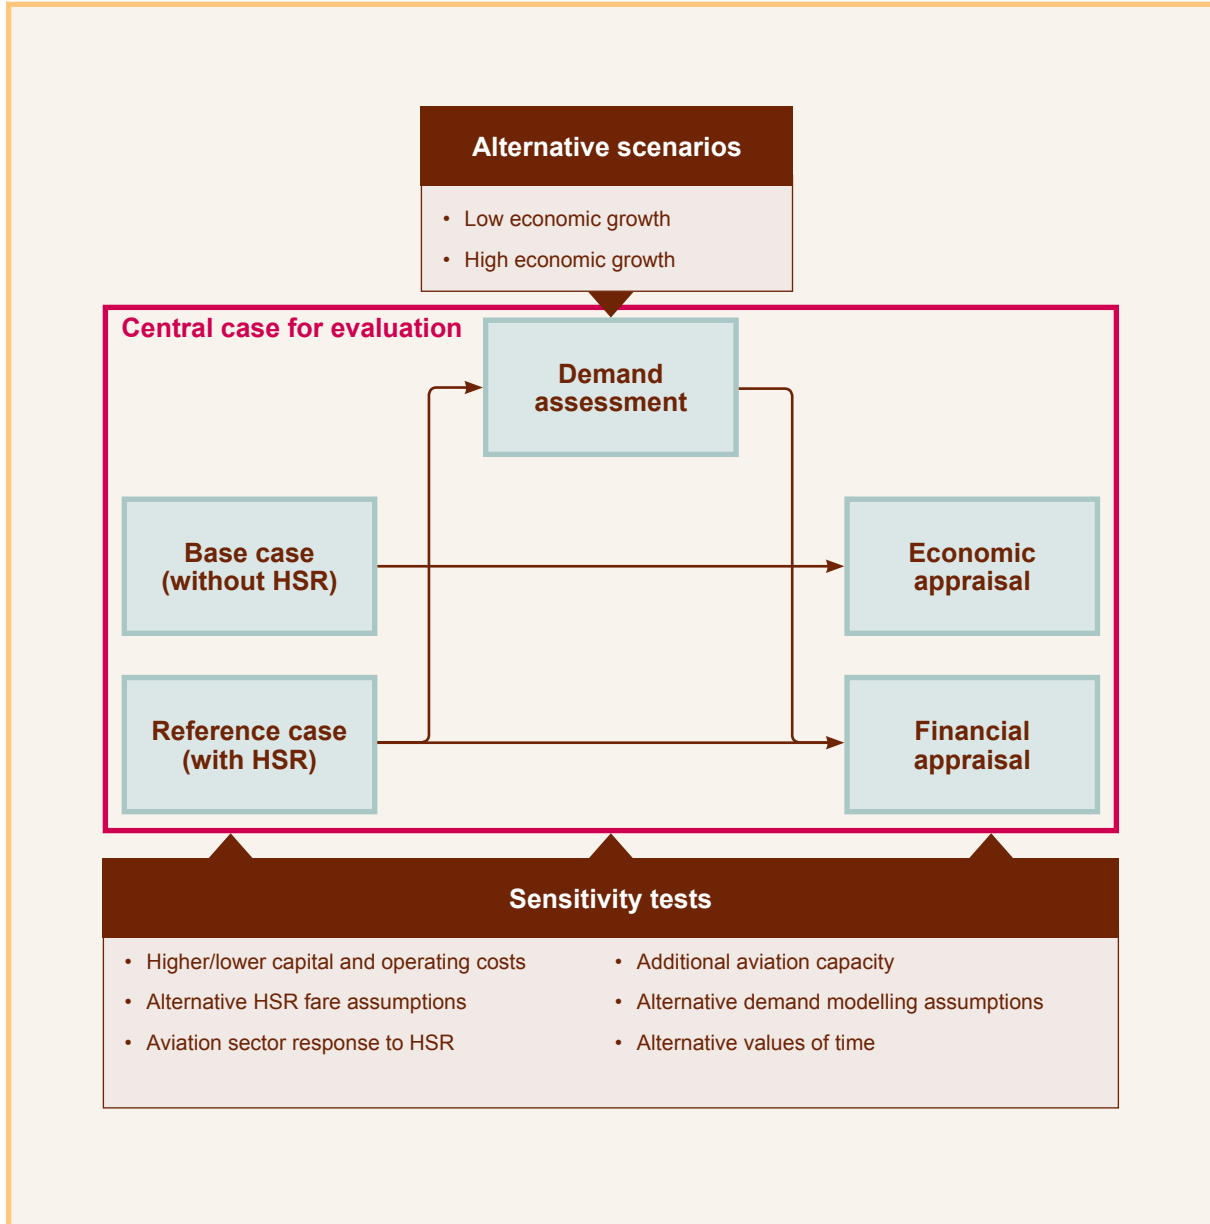 Alternative scenarios
• Low economic growth
• High economic growth
Central case for evaluation
Demand
assessment
Base case
(without HSR)
Economic
appraisal
Reference case
(with HSR)
Financial
appraisal
Sensitivity tests
• Higher/lower capital and operating costs
• Alternative HSR fare assumptions
• Aviation sector response to HSR
• Additional aviation capacity
• Alternative demand modelling assumptions
• Alternative values of time